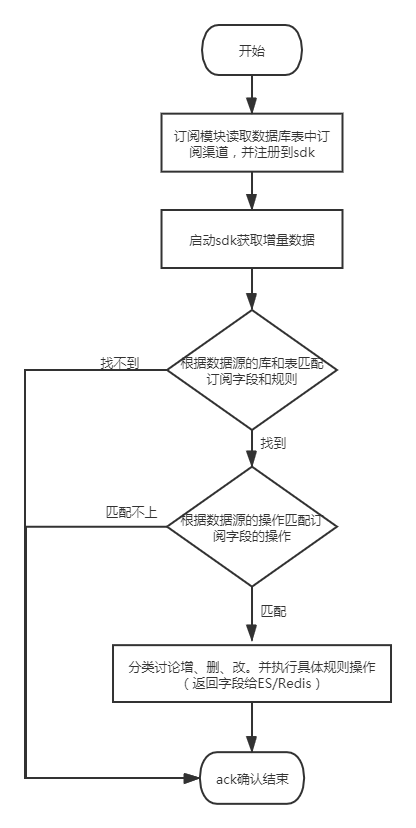 开始
订阅模块读取数据库表中订
阅渠道，并注册到sdk
启动sdk获取增量数据
找不到
根据数据源的库和表匹配
订阅字段和规则
找到
匹配不上
根据数据源的操作匹配订
阅字段的操作
匹配
分类讨论增、删、改。并执行具体规则操作
（返回字段给ES/Redis）
ack确认结束